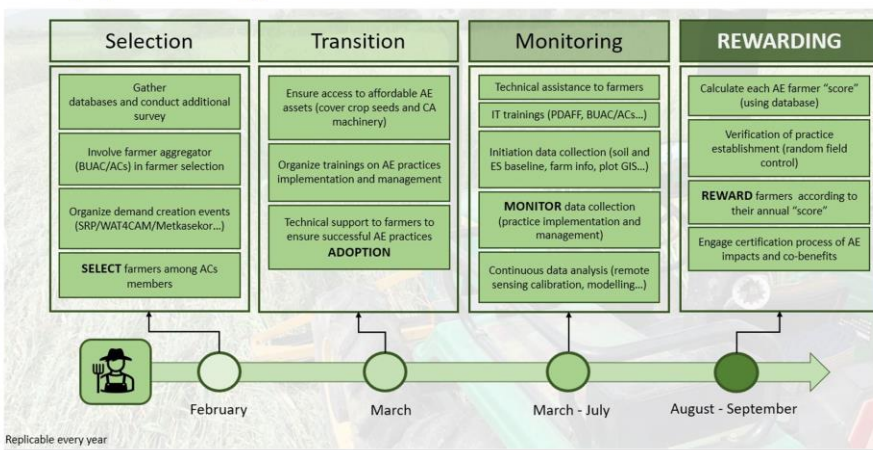 Selection
Gather
databases and conduct additional
survey
Involve farmer aggregator
(BUAC/ACs) in farmer selection
Organize demand creation events
(SRP/WAT4CAM/Metkasekor...)
SELECT farmers among ACs
members
Transition
Ensure access to affordable AE
assets (cover crop seeds and CA
machinery)
Organize trainings on AE practices
implementation and management
Technical support to farmers to
ensure successful AE practices
ADOPTION
Monitoring
Technical assistance to farmers
IT trainings (PDAFF, BUAC/ACs...)
Initiation data collection (soil and
ES baseline, farm info, plot GIS...)
MONITOR data collection
(practice implementation and
management)
Continuous data analysis (remote
sensing calibration, modelling...)
REWARDING
Calculate each AE farmer "score"
(using database)
Verification of practice
establishment (random field
control)
REWARD farmers according to
their annual "score"
Engage certification process of AE
impacts and co-benefits
February
March
March - July
August - September
Replicable every year